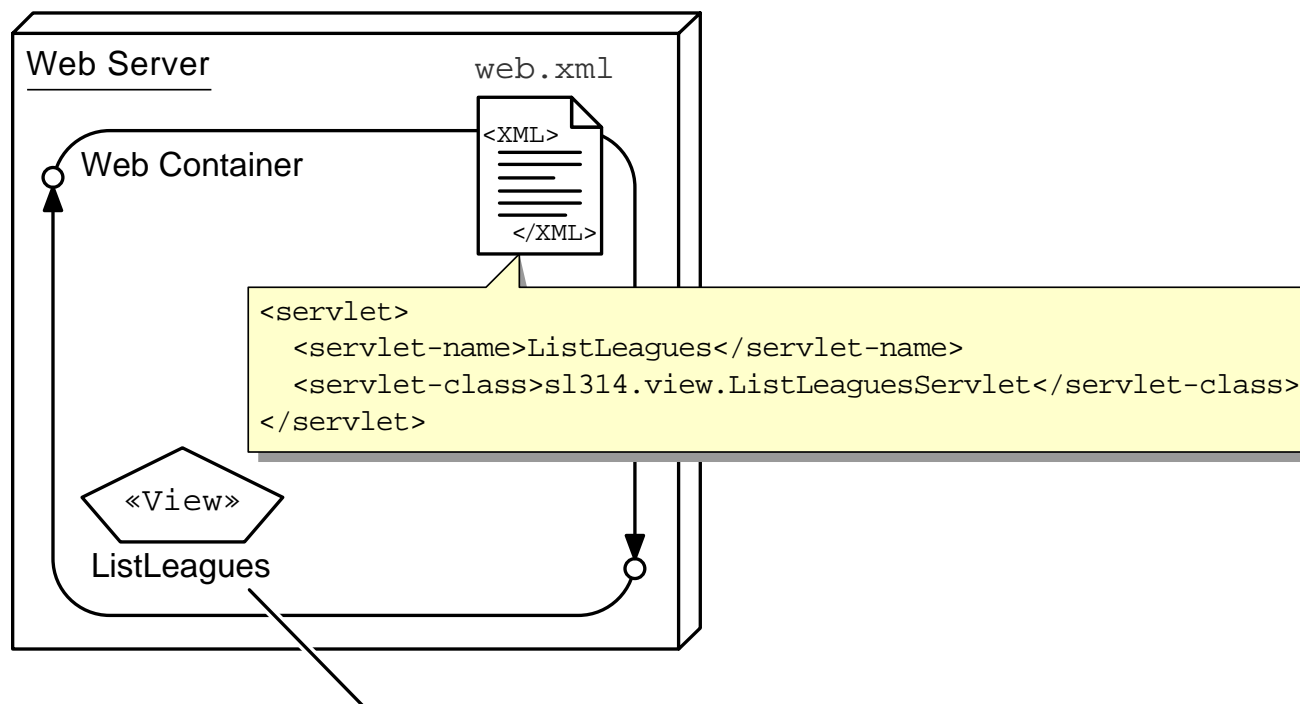 Web Server
web.xml
<XML>
Web Container
</XML>
<servlet>
  <servlet-name>ListLeagues</servlet-name>
  <servlet-class>sl314.view.ListLeaguesServlet</servlet-class>
</servlet>
«View»
ListLeagues